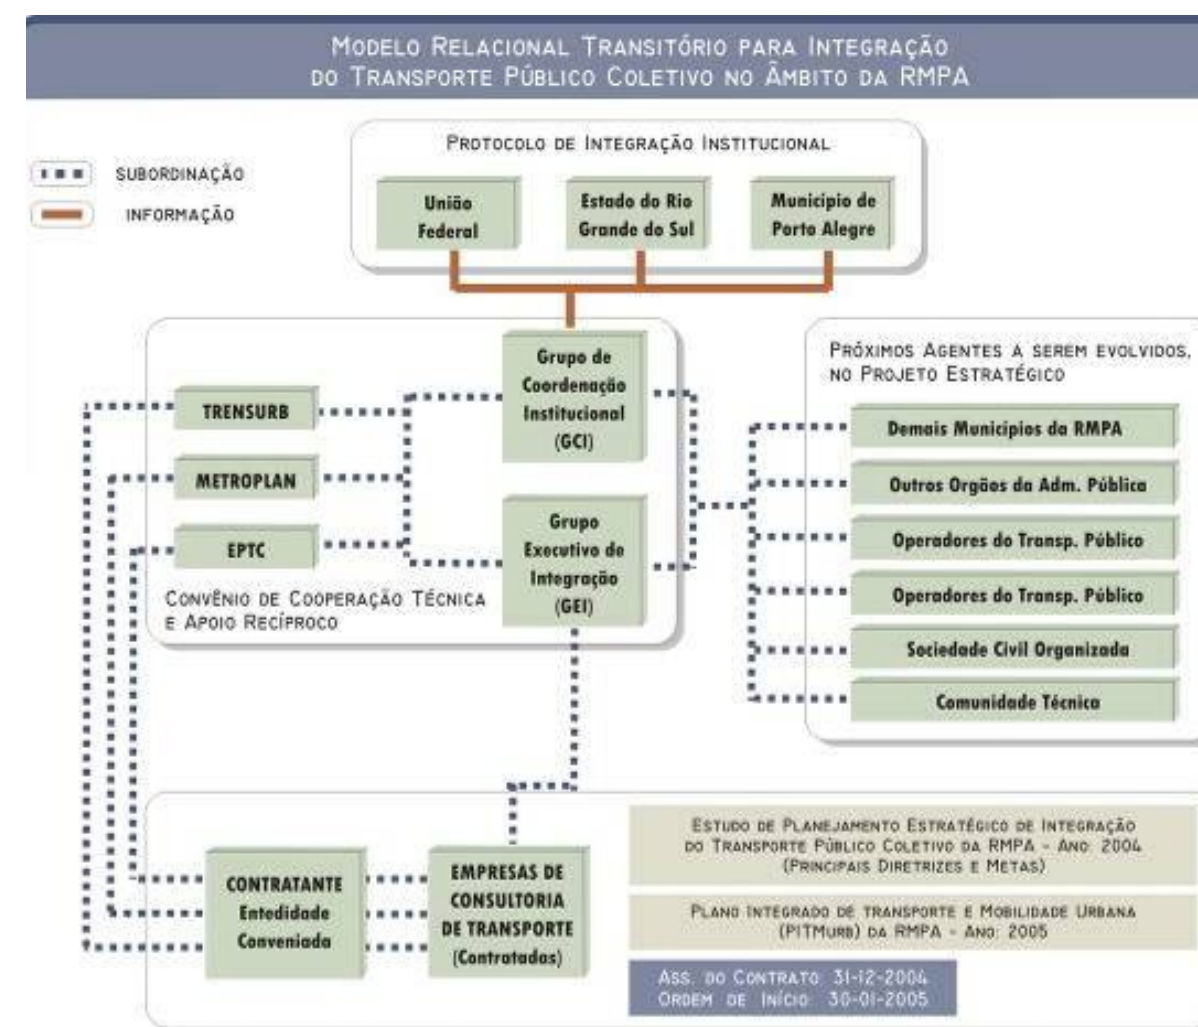 MODELO RELACIONAL TRANSITÓRIO PARA INTEGRAÇÃO
DO TRANSPORTE PÚBLICO COLETIVO NO ÂMBITO DA RMPA
PROTOCOLO DE INTEGRAÇÃO INSTITUCIONAL
SUBORDINAÇÃO
INFORMAÇÃO
União
Federal
Estado do Rio
Grande do Sul
Município de
Porto Alegre
TRENSURB
METROPLAN
EPTC
CONVÊNIO DE COOPERAÇÃO TÉCNICA
E APOIO RECÍPROCO
Grupo de
Coordenação
Institucional
(GCI)
Grupo
Executivo de
Integração
(GEI)
PRÓXIMOS AGENTES A SEREM EVOLVIDOS,
NO PROJETO ESTRATÉGICO
Demais Municípios da RMPA
Outros Orgãos da Adm. Pública
Operadores do Transp. Público
Operadores do Transp. Público
Sociedade Civil Organizada
Comunidade Técnica
CONTRATANTE
Entedidade
Conveniada
EMPRESAS DE
CONSULTORIA
DE TRANSPORTE
(Contratadas)
ESTUDO DE PLANEJAMENTO ESTRATÉGICO DE INTEGRAÇÃO
DO TRANSPORTE PÚBLICO COLETIVO DA RMPA - ANO: 2004
(PRINCIPAIS DIRETRIZES E METAS)
PLANO INTEGRADO DE TRANSPORTE E MOBILIDADE URBANA
(PITMURB) DA RMPA - ANO: 2005
ASS. DO CONTRATO: 31-12-2004
ORDEM DE INÍCIO: 30-01-2005